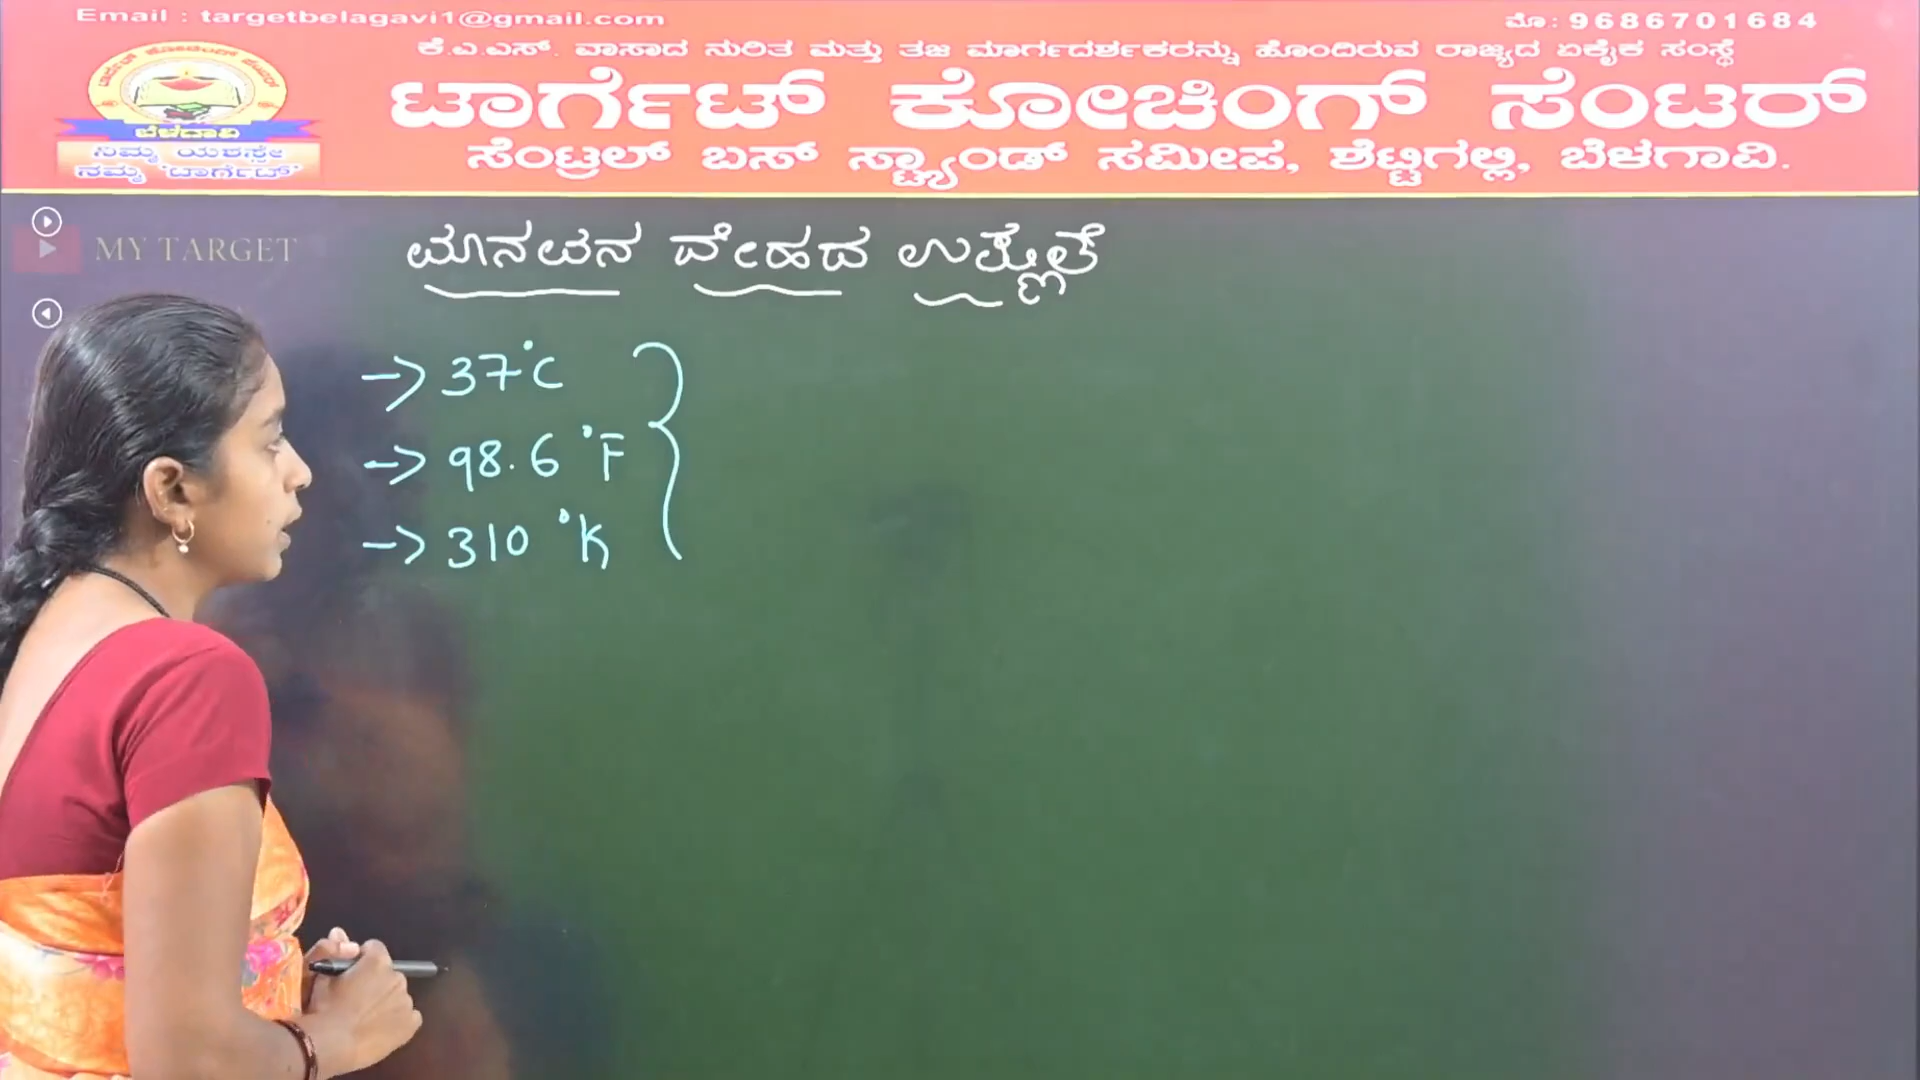 Email : targetbelagavi1@gmail.com
ಮೊ: 9686701684
ಕೆ.ಎ.ಎಸ್. ಪಾಸಾದ ನುರಿತ ಮತ್ತು ತಜ್ಞ ಮಾರ್ಗದರ್ಶಕರನ್ನು ಹೊಂದಿರುವ ರಾಜ್ಯದ ಏಕೈಕ ಸಂಸ್ಥೆ
ಟಾರ್ಗೆಟ್ ಕೋಚಿಂಗ್ ಸೆಂಟರ್
ಸೆಂಟ್ರಲ್ ಬಸ್ ಸ್ಟ್ಯಾಂಡ್ ಸಮೀಪ, ಶೆಟ್ಟಿಗಲ್ಲಿ, ಬೆಳಗಾವಿ.
ಟಾರ್ಗೆಟ್ ಕೋಚಿಂಗ್ ಸೆಂಟರ್
ಬೆಳಗಾವಿ
ನಿಮ್ಮ ಯಶಸ್ಸೇ
ನಮ್ಮ 'ಟಾರ್ಗೆಟ್'
MY TARGET
ಮಾನವನ ದೇಹದ ಉಷ್ಣತೆ
-> 37°C
-> 98.6 °F
-> 310 °K